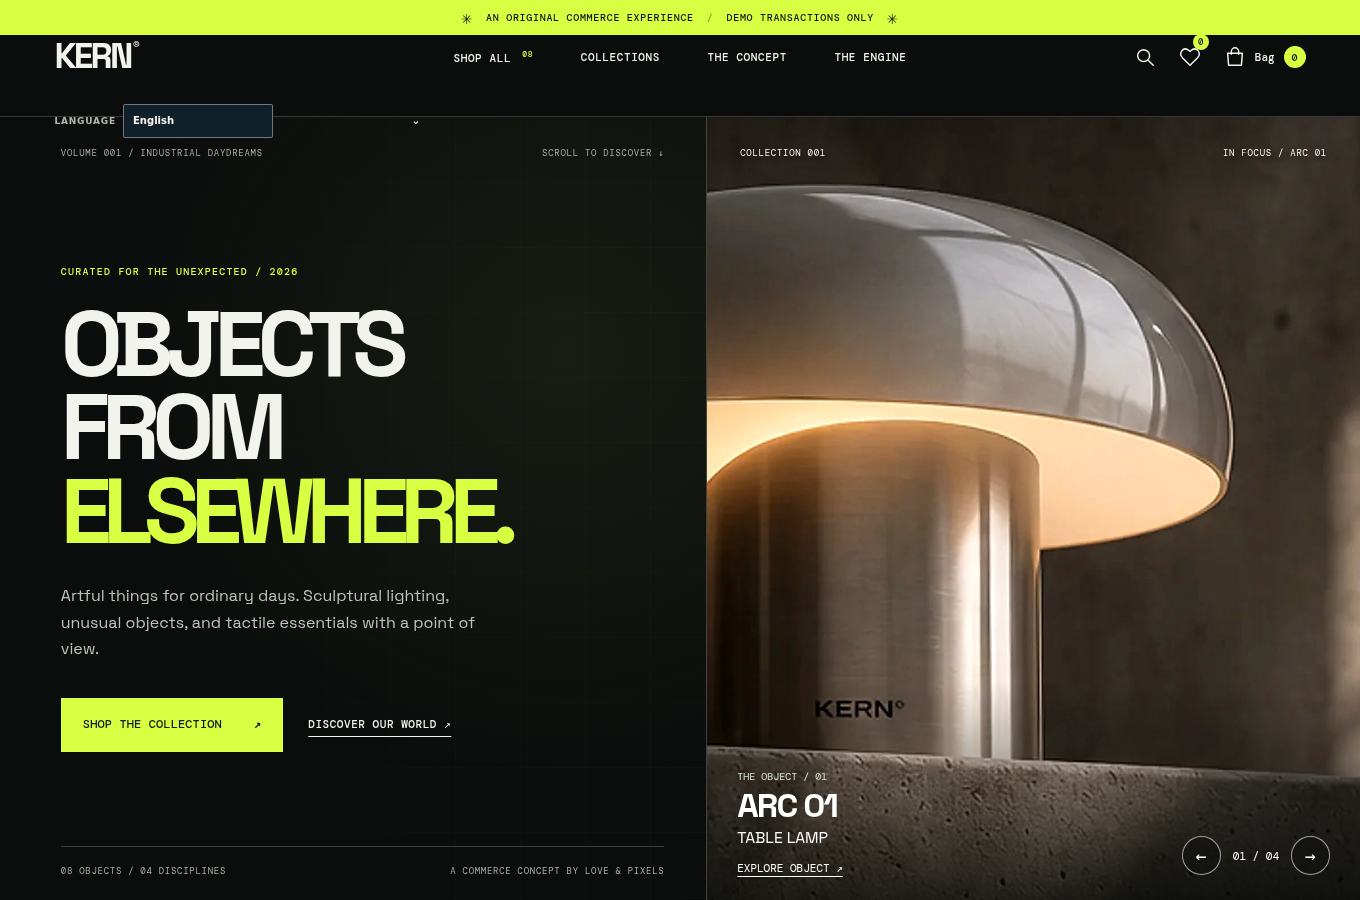 ✳ AN ORIGINAL COMMERCE EXPERIENCE / DEMO TRANSACTIONS ONLY ✳
KERN®
SHOP ALL 08
COLLECTIONS
THE CONCEPT
THE ENGINE
0
Bag 0
LANGUAGE English
VOLUME 001 / INDUSTRIAL DAYDREAMS
SCROLL TO DISCOVER ↓
CURATED FOR THE UNEXPECTED / 2026
OBJECTS
FROM
ELSEWHERE.
Artful things for ordinary days. Sculptural lighting,
unusual objects, and tactile essentials with a point of
view.
SHOP THE COLLECTION ↗
DISCOVER OUR WORLD ↗
08 OBJECTS / 04 DISCIPLINES
A COMMERCE CONCEPT BY LOVE & PIXELS
COLLECTION 001
IN FOCUS / ARC 01
KERN®
THE OBJECT / 01
ARC 01
TABLE LAMP
EXPLORE OBJECT ↗
← 01 / 04 →